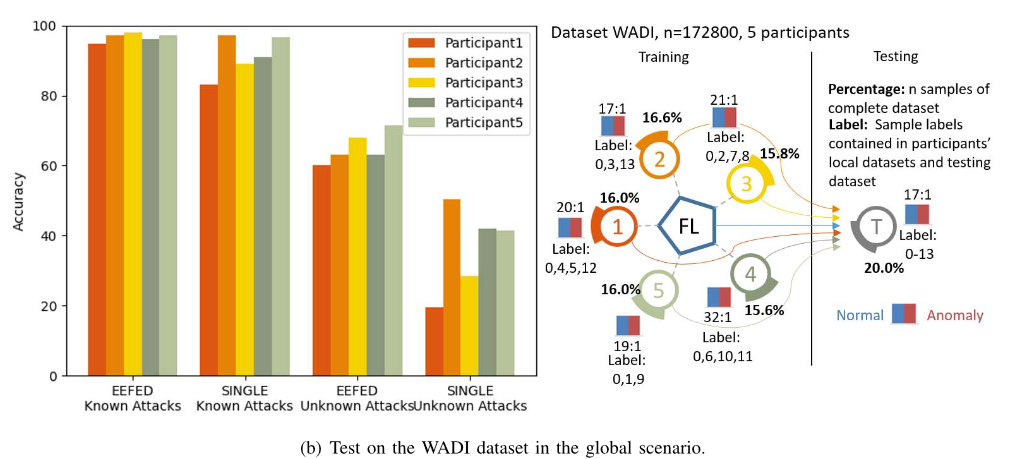 100
80
60
40
20
0
Accuracy
Participant1
Participant2
Participant3
Participant4
Participant5
EEFED
Known Attacks
SINGLE
Known Attacks
EEFED
Unknown Attacks
SINGLE
Unknown Attacks
Dataset WADI, n=172800, 5 participants
Training
Testing
17:1
16.6%
Label:
0,3,13
2
21:1
Label:
0,2,7,8
15.8%
3
16.0%
20:1
1
Label:
0,4,5,12
FL
16.0%
5
19:1
Label:
0,1,9
4
32:1
15.6%
Label:
0,6,10,11
Percentage: n samples of
complete dataset
Label: Sample labels
contained in participants'
local datasets and testing
dataset
T
17:1
Label:
0-13
20.0%
Normal
Anomaly
(b) Test on the WADI dataset in the global scenario.